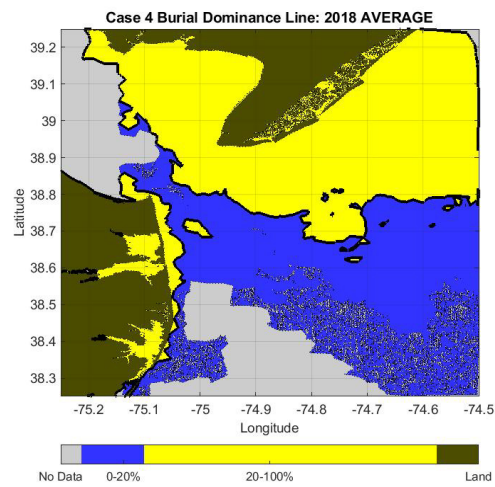 Case 4 Burial Dominance Line: 2018 AVERAGE
39.2
39.1
39
38.9
38.8
38.7
38.6
38.5
38.4
38.3
Latitude
-75.2 -75.1 -75 -74.9 -74.8 -74.7 -74.6 -74.5
Longitude
No Data 0-20% 20-100% Land